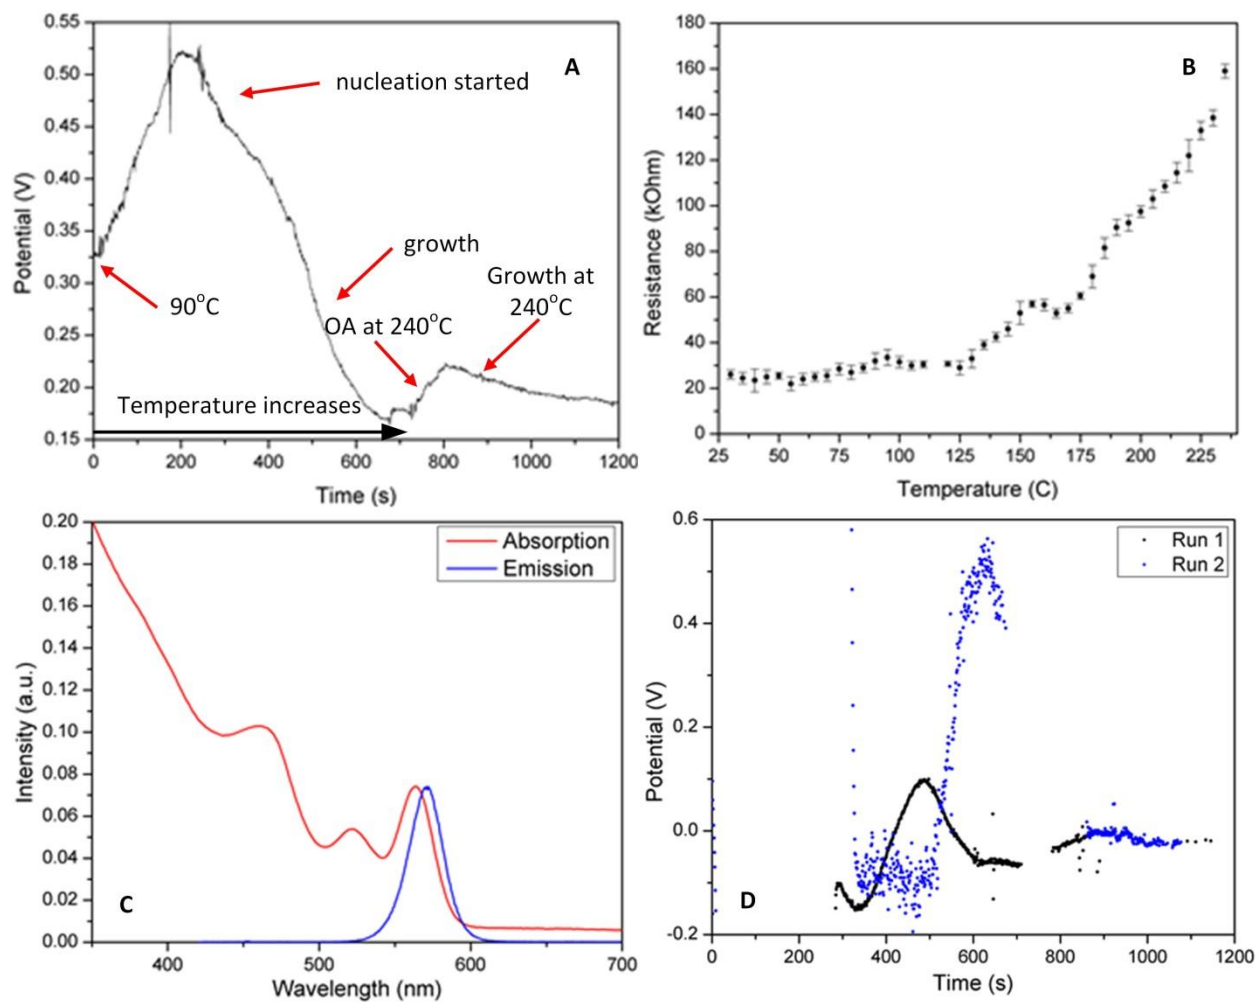 A
nucleation started
growth
Growth at
240°C
90°C
OA at 240°C
Temperature increases
Potential (V)
0.55
0.50
0.45
0.40
0.35
0.30
0.25
0.20
0.15
0
200
400
600
800
1000
1200
Time (s)
B
Resistance (kOhm)
180
160
140
120
100
80
60
40
20
0
25
50
75
100
125
150
175
200
225
Temperature (C)
Absorption
Emission
C
Intensity (a.u.)
0.20
0.18
0.16
0.14
0.12
0.10
0.08
0.06
0.04
0.02
0.00
400
500
600
700
Wavelength (nm)
Run 1
Run 2
D
Potential (V)
0.6
0.4
0.2
0.0
-0.2
0
200
400
600
800
1000
1200
Time (s)